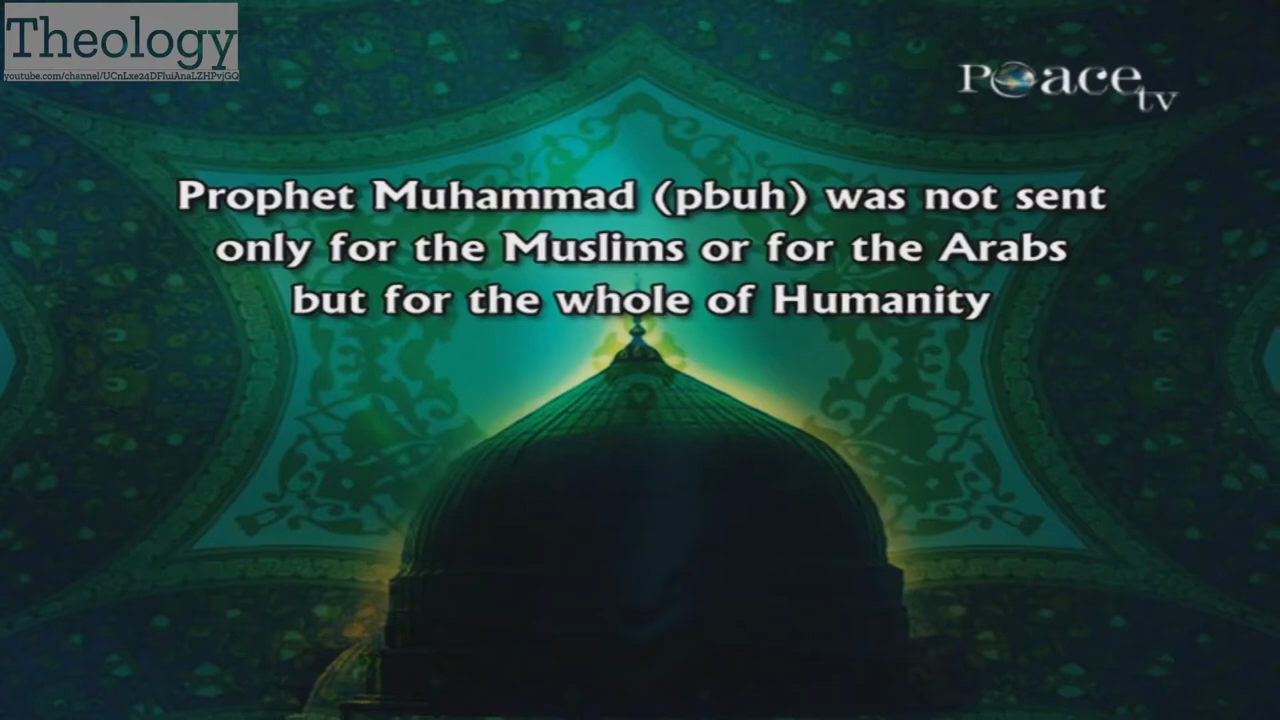 Theology
youtube.com/channel/UCnLxe24DFluiAnaLZHPvjGQ
Peace tv
Prophet Muhammad (pbuh) was not sent
only for the Muslims or for the Arabs
but for the whole of Humanity